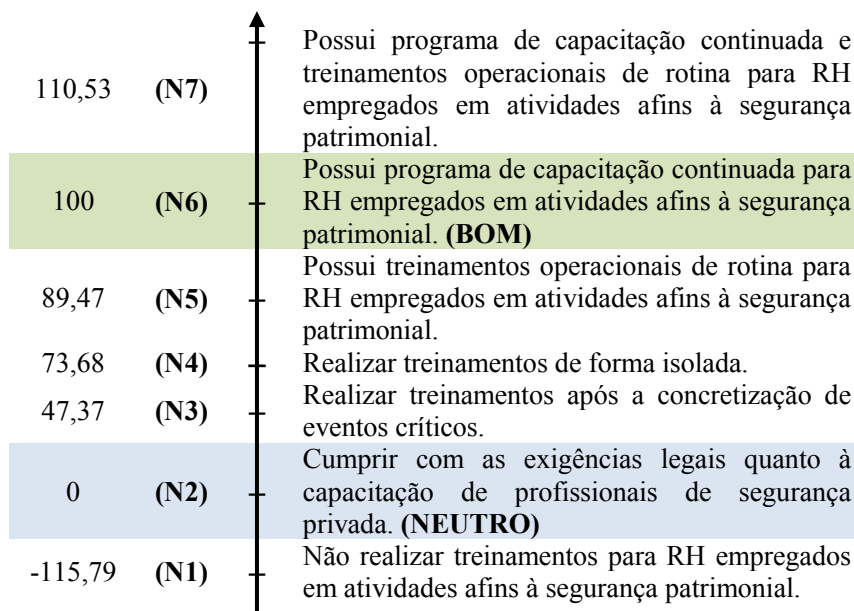 Possui programa de capacitação continuada e
110,53 (N7) treinamentos operacionais de rotina para RH
empregados em atividades afins à segurança
patrimonial.
Possui programa de capacitação continuada para
100 (N6) RH empregados em atividades afins à segurança
patrimonial. (BOM)
Possui treinamentos operacionais de rotina para
89,47 (N5) RH empregados em atividades afins à segurança
patrimonial.
73,68 (N4) Realizar treinamentos de forma isolada.
47,37 (N3) Realizar treinamentos após a concretização de
eventos críticos.
Cumprir com as exigências legais quanto à
0 (N2) capacitação de profissionais de segurança
privada. (NEUTRO)
-115,79 (N1) Não realizar treinamentos para RH empregados
em atividades afins à segurança patrimonial.